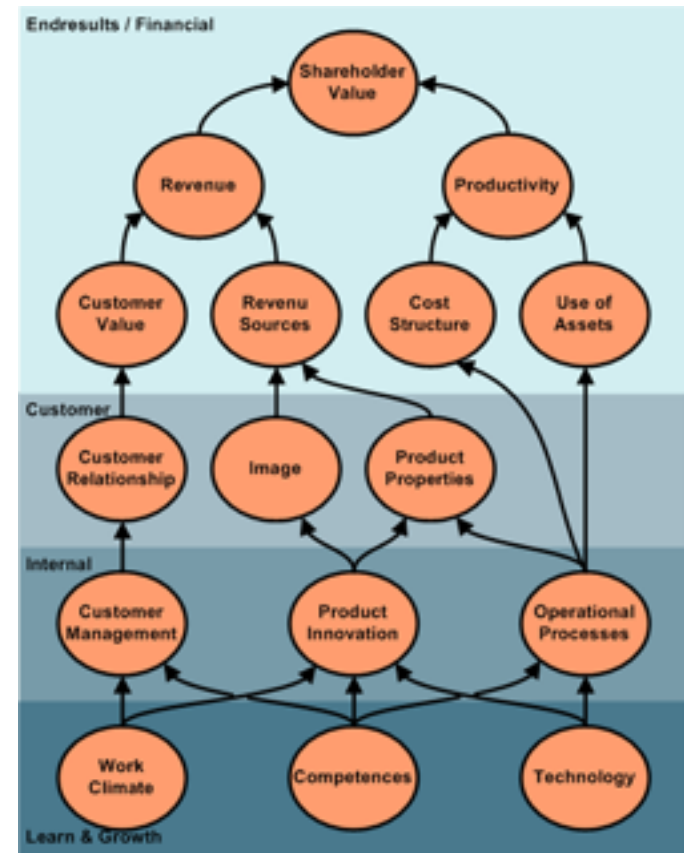 Endresults / Financial
Shareholder
Value
Revenue
Productivity
Customer
Value
Revenu
Sources
Cost
Structure
Use of
Assets
Customer
Customer
Relationship
Image
Product
Properties
Internal
Customer
Management
Product
Innovation
Operational
Processes
Work
Climate
Competences
Technology
Learn & Growth